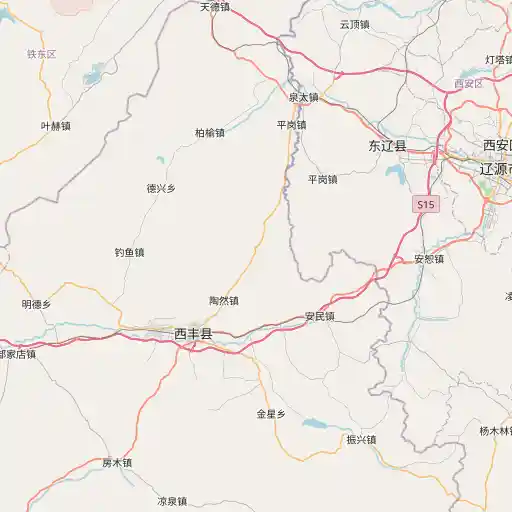 天德镇
云顶镇
铁东区
灯塔镇
西安区
泉太镇
叶赫镇
柏榆镇
平岗镇
东辽县
西安区
辽源市
平岗镇
德兴乡
S15
钓鱼镇
安恕镇
明德乡
陶然镇
凌
安民镇
西丰县
郜家店镇
金星乡
杨木林镇
振兴镇
房木镇
凉泉镇